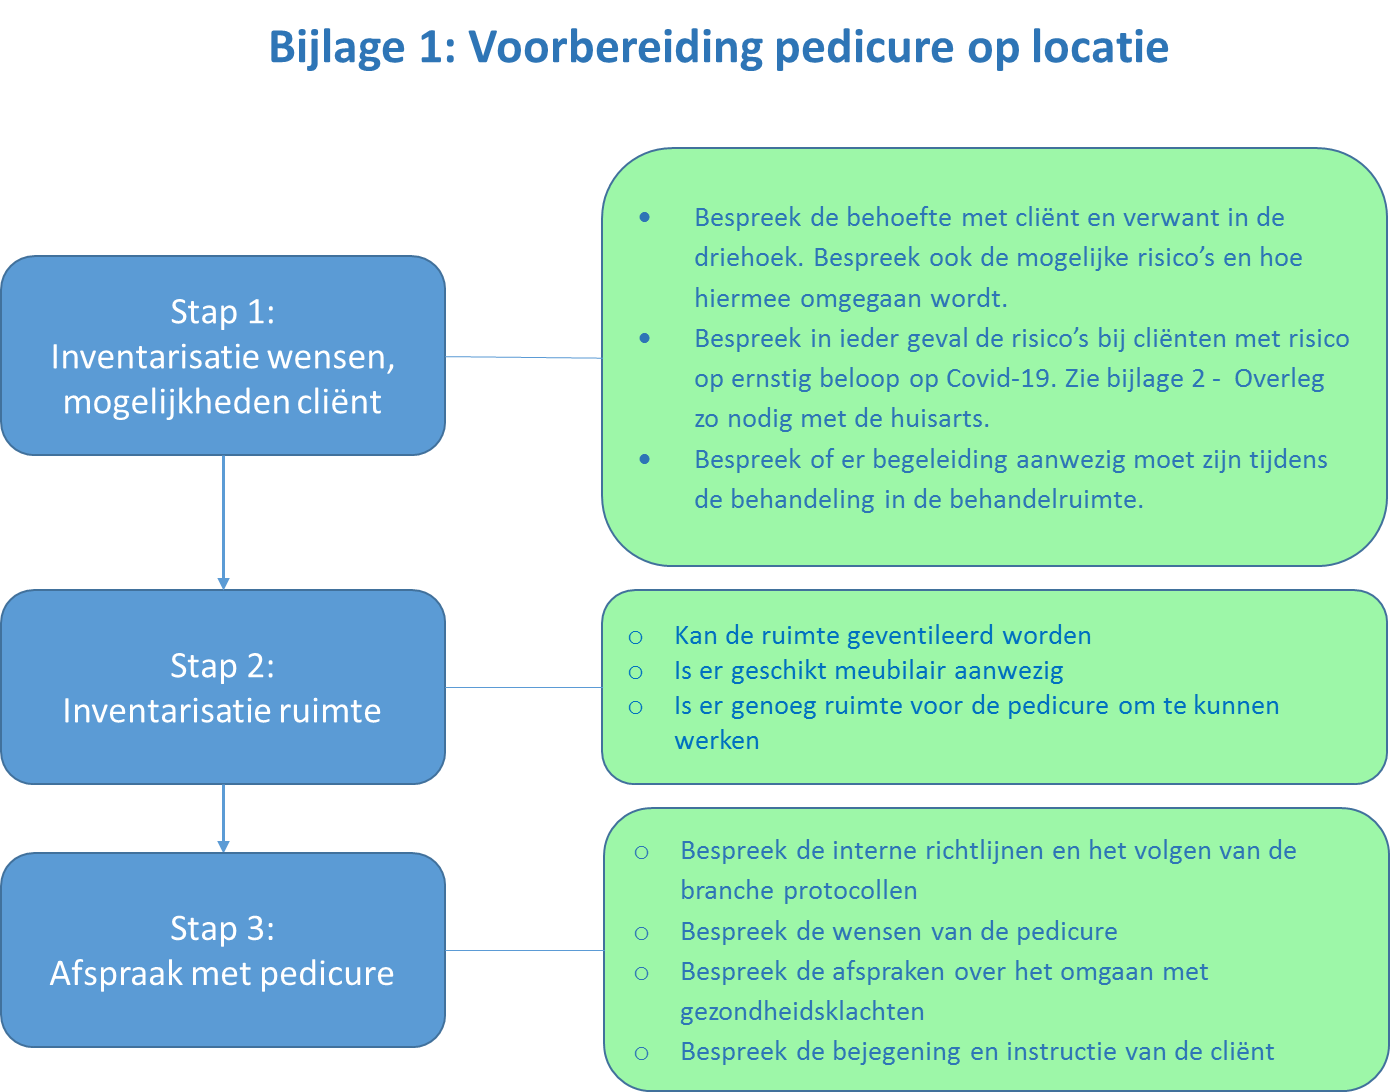 Bijlage 1: Voorbereiding pedicure op locatie
Stap 1:
Inventarisatie wensen,
mogelijkheden cliënt
• Bespreek de behoefte met cliënt en verwant in de
driehoek. Bespreek ook de mogelijke risico’s en hoe
hiermee omgegaan wordt.
• Bespreek in ieder geval de risico’s bij cliënten met risico
op ernstig beloop op Covid-19. Zie bijlage 2 - Overleg
zo nodig met de huisarts.
• Bespreek of er begeleiding aanwezig moet zijn tijdens
de behandeling in de behandelruimte.
Stap 2:
Inventarisatie ruimte
o Kan de ruimte geventileerd worden
o Is er geschikt meubilair aanwezig
o Is er genoeg ruimte voor de pedicure om te kunnen
werken
Stap 3:
Afspraak met pedicure
o Bespreek de interne richtlijnen en het volgen van de
branche protocollen
o Bespreek de wensen van de pedicure
o Bespreek de afspraken over het omgaan met
gezondheidsklachten
o Bespreek de bejegening en instructie van de cliënt